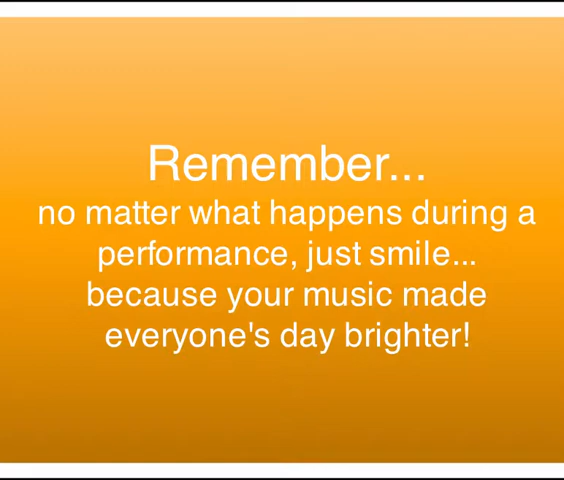 Remember...
no matter what happens during a
performance, just smile...
because your music made
everyone's day brighter!